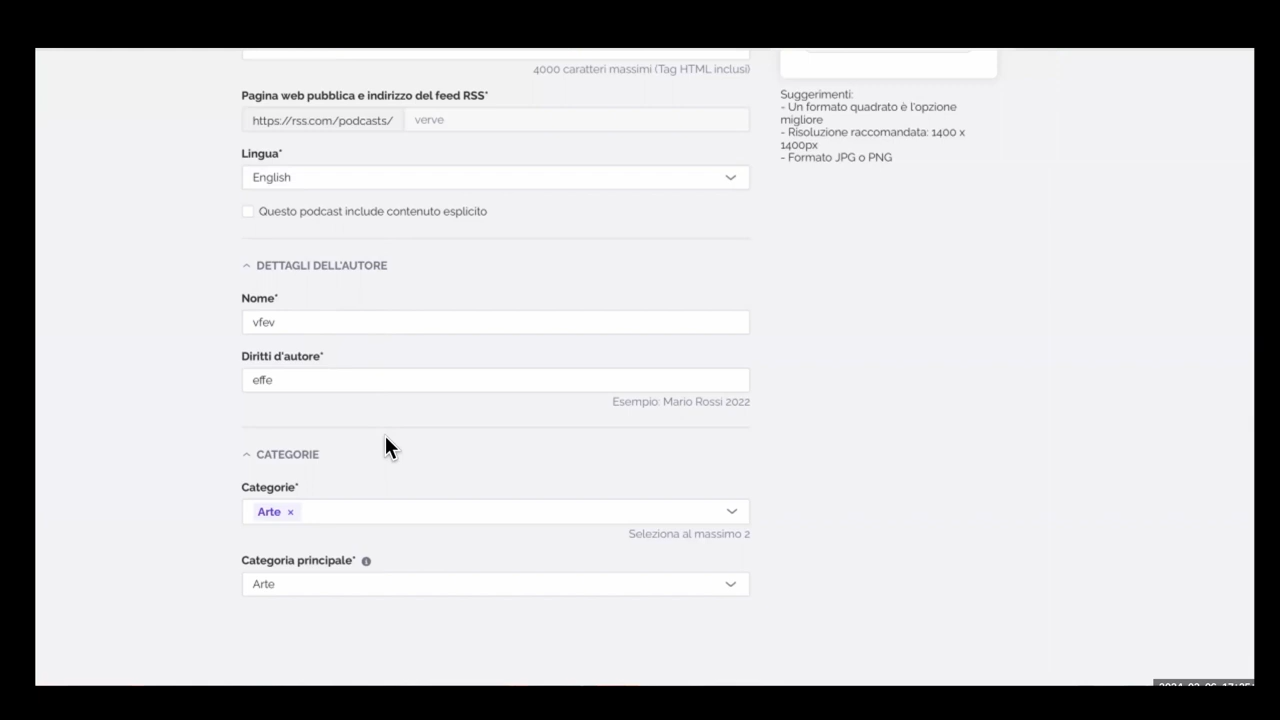 4000 caratteri massimi (Tag HTML inclusi)
Pagina web pubblica e indirizzo del feed RSS*
https://rss.com/podcasts/ verve
Lingua*
English
Questo podcast include contenuto esplicito
DETTAGLI DELL'AUTORE
Nome*
vfev
Diritti d'autore*
effe
Esempio: Mario Rossi 2022
CATEGORIE
Categorie*
Arte ×
Seleziona al massimo 2
Categoria principale*
Arte
Suggerimenti:
- Un formato quadrato è l'opzione
migliore
- Risoluzione raccomandata: 1400 x
1400px
- Formato JPG o PNG